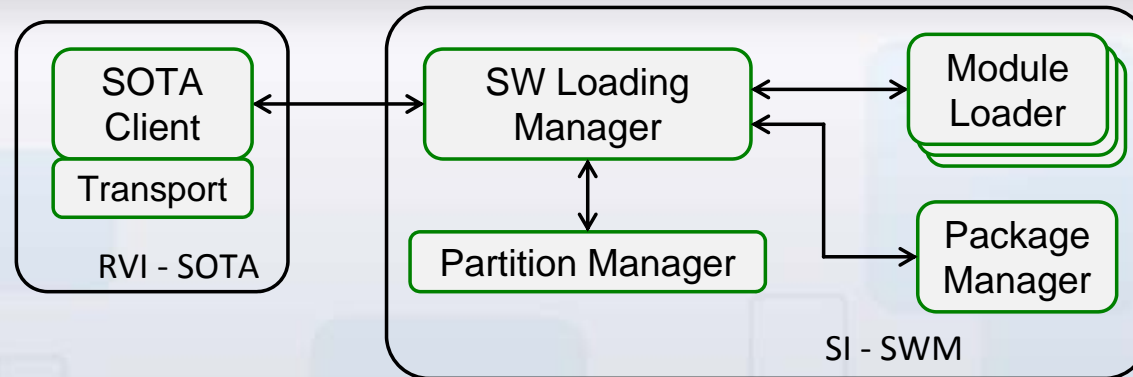 SOTA
Client
Transport
RVI - SOTA
SW Loading
Manager
Partition Manager
Module
Loader
Package
Manager
SI - SWM